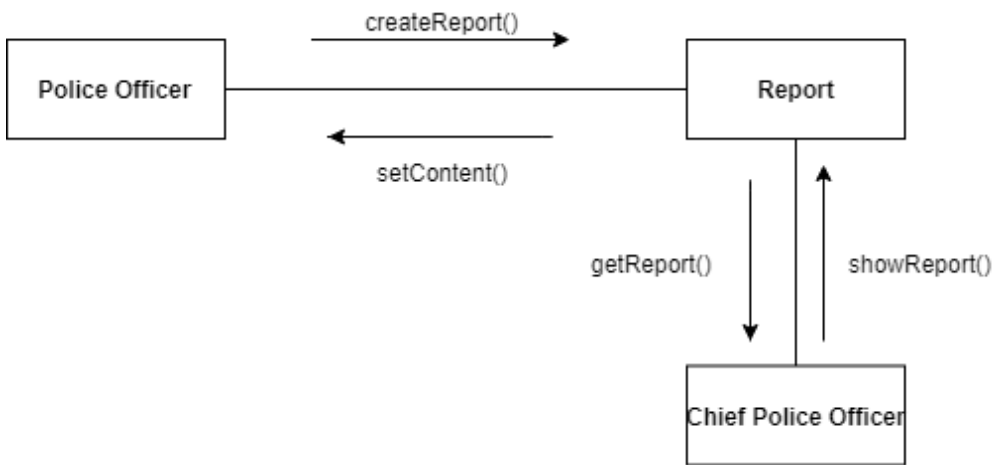 createReport()
Police Officer
Report
setContent()
getReport()
showReport()
Chief Police Officer